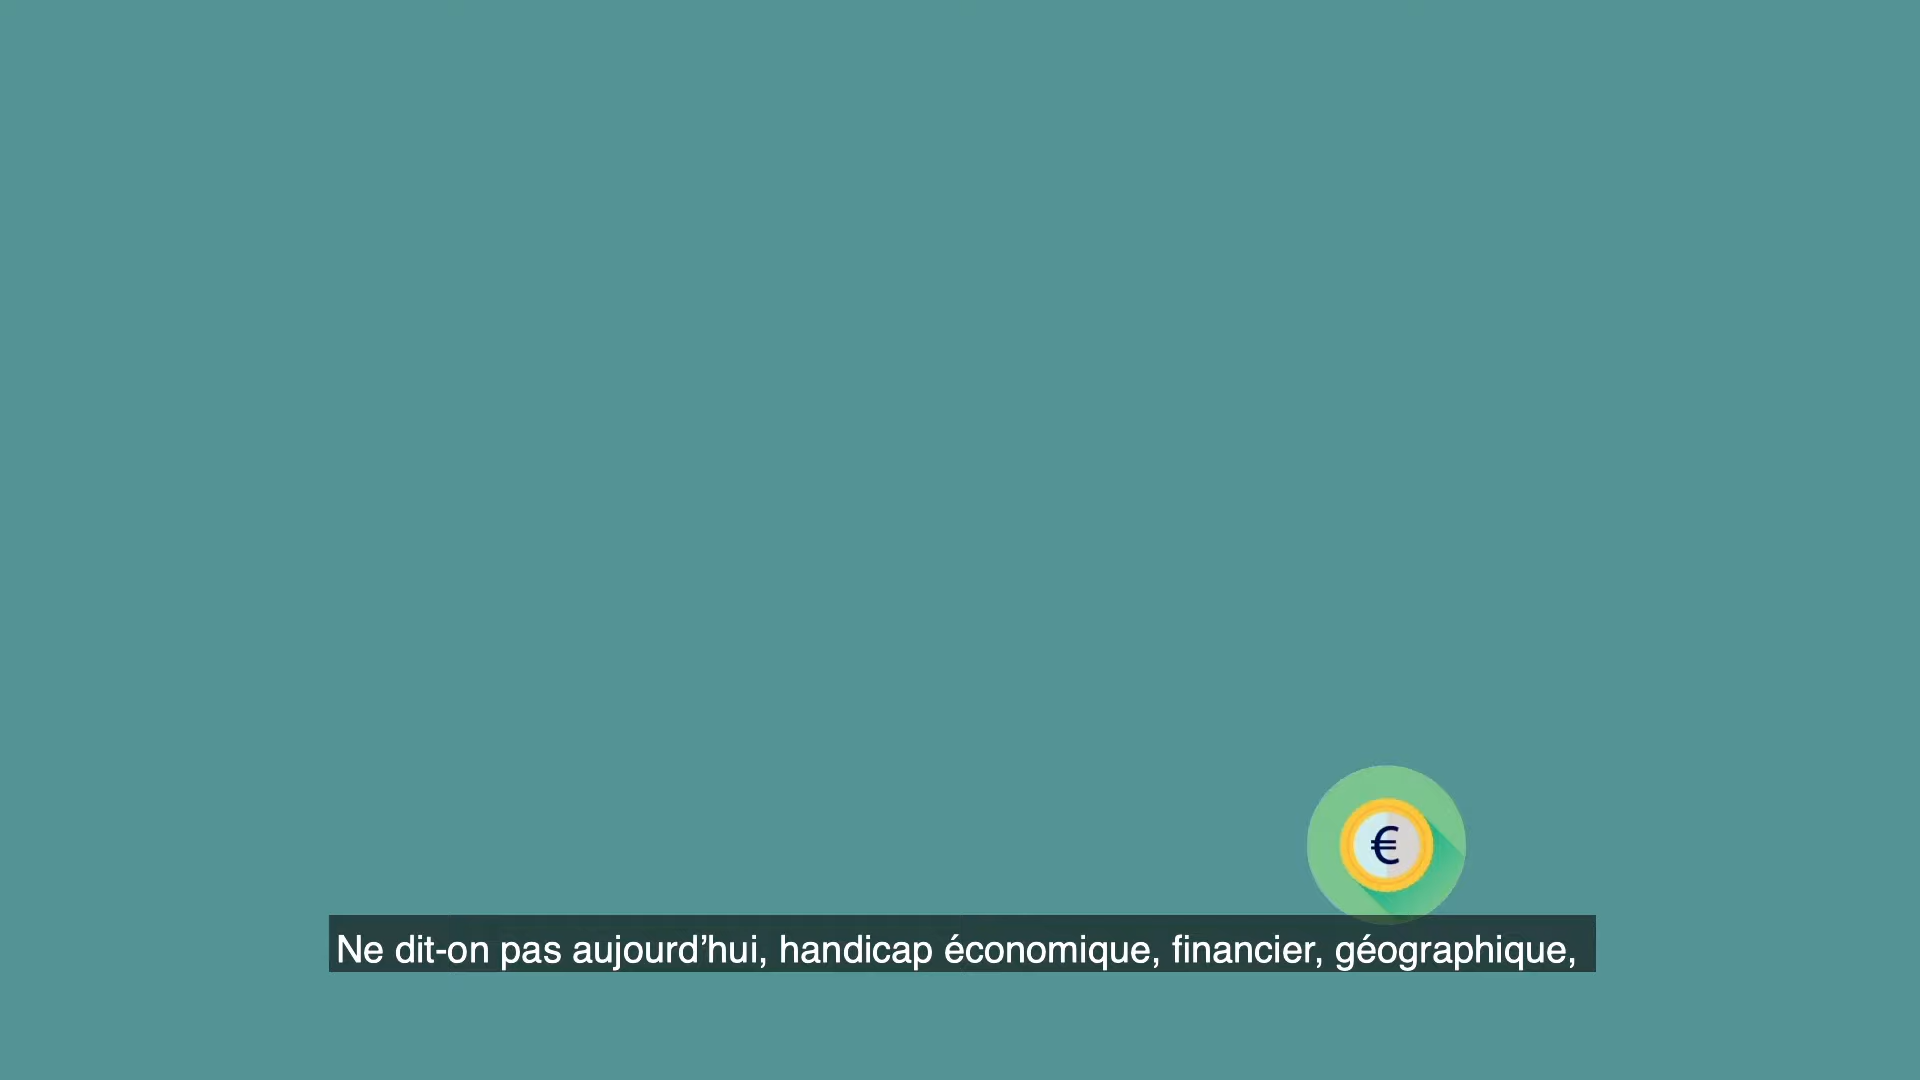 €
Ne dit-on pas aujourd’hui, handicap économique, financier, géographique,